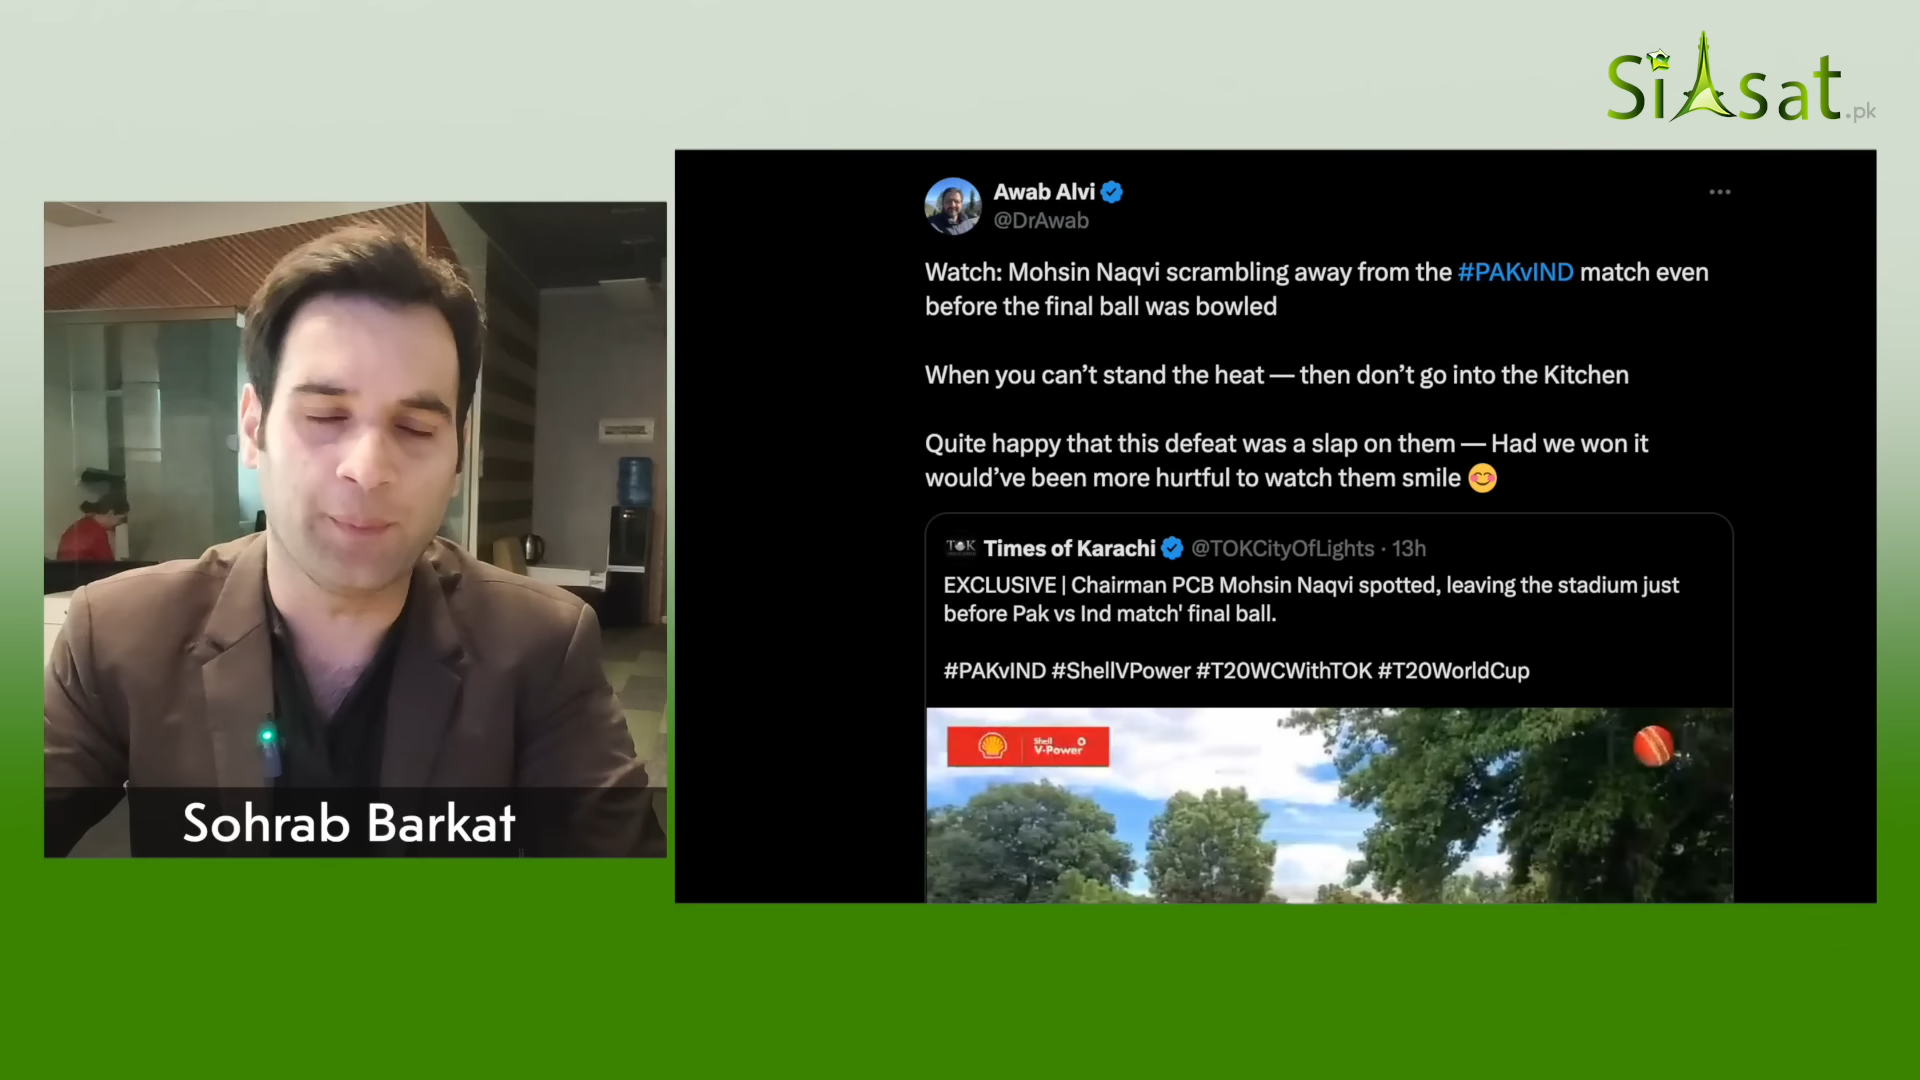 SiAsat.pk
Awab Alvi
@DrAwab
Watch: Mohsin Naqvi scrambling away from the #PAKvIND match even
before the final ball was bowled
When you can’t stand the heat — then don’t go into the Kitchen
Quite happy that this defeat was a slap on them — Had we won it
would’ve been more hurtful to watch them smile 😊
TOK Times of Karachi @TOKCityOfLights · 13h
EXCLUSIVE | Chairman PCB Mohsin Naqvi spotted, leaving the stadium just
before Pak vs Ind match' final ball.
#PAKvIND #ShellVPower #T20WCWithTOK #T20WorldCup
Shell
V-Power
Sohrab Barkat